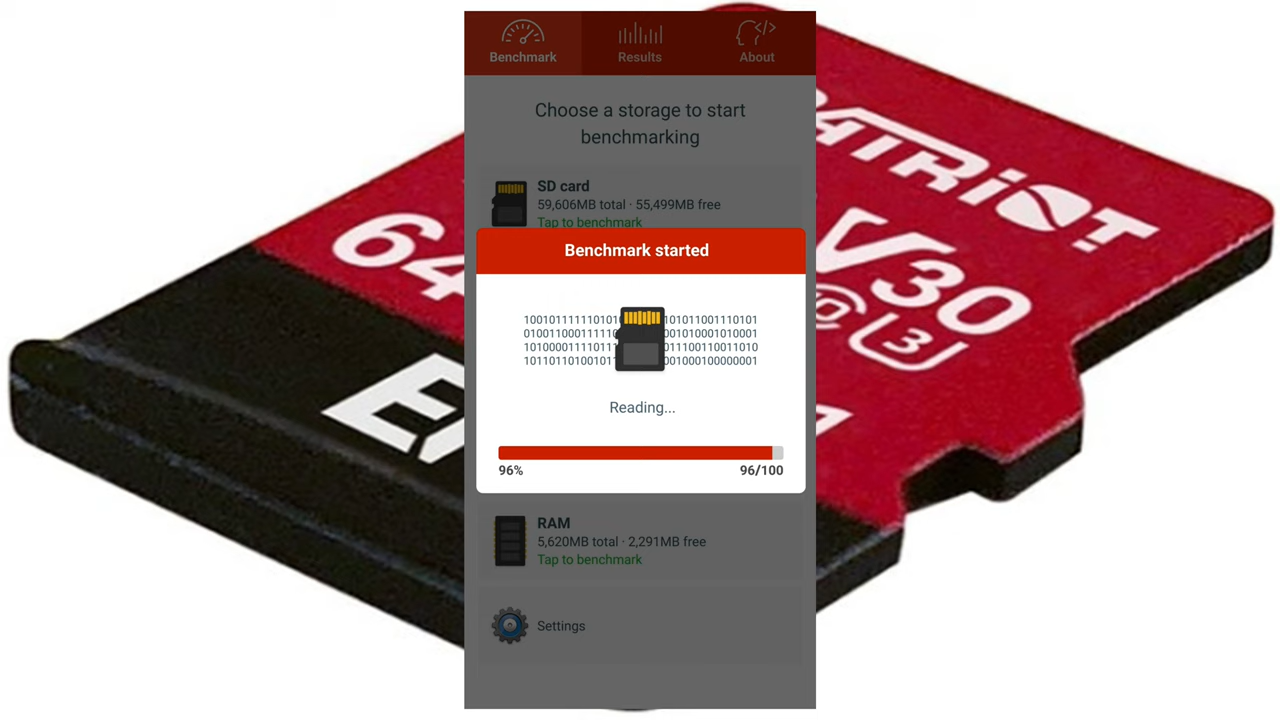 Benchmark
Results
About
Choose a storage to start
benchmarking
SD card
59,606MB total · 55,499MB free
Tap to benchmark
Benchmark started
Reading...
96%
96/100
RAM
5,620MB total · 2,291MB free
Tap to benchmark
Settings
64
V30
3